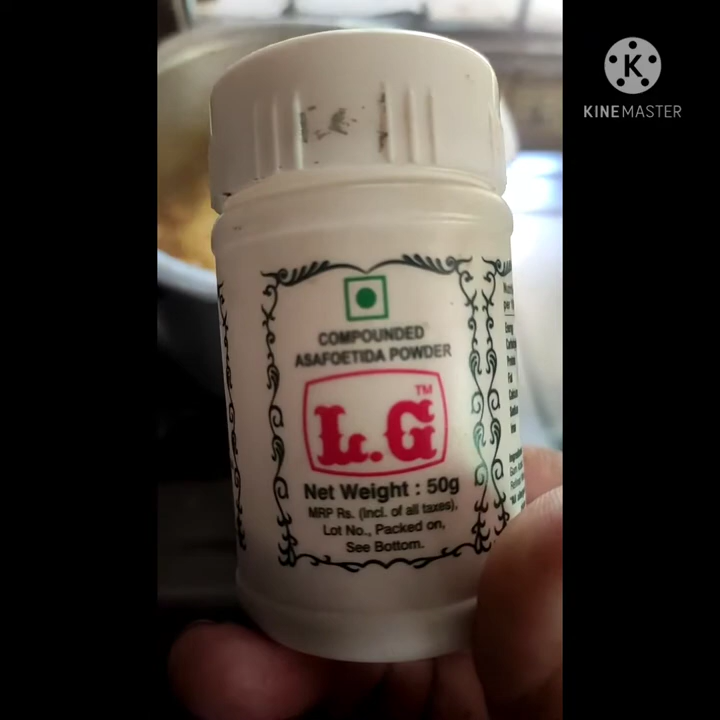 K
KINEMASTER
COMPOUNDED
ASAFOETIDA POWDER
L.G™
Net Weight : 50g
MRP Rs. (Incl. of all taxes),
Lot No., Packed on,
See Bottom.